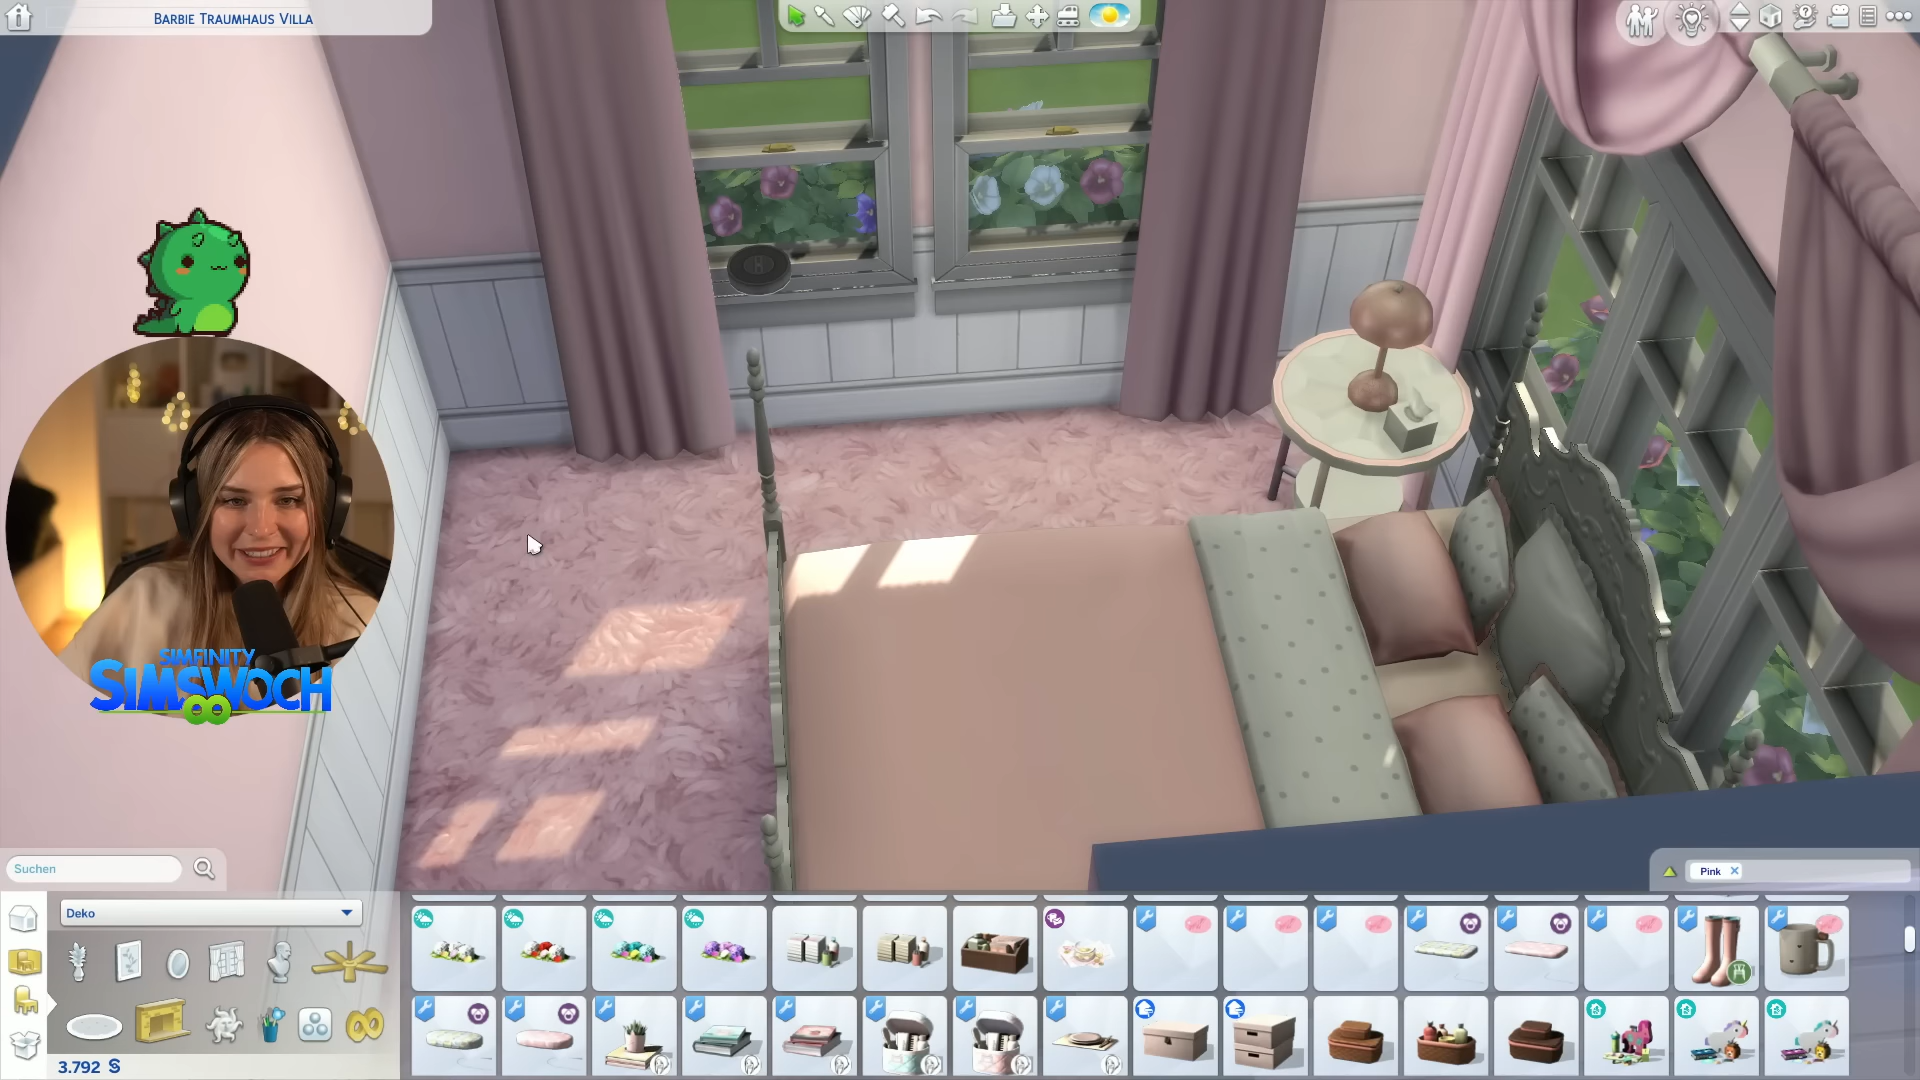 BARBIE TRAUMHAUS VILLA
SIMFINITY
SIMSWOCH
Suchen
Pink
Deko
3.792 S